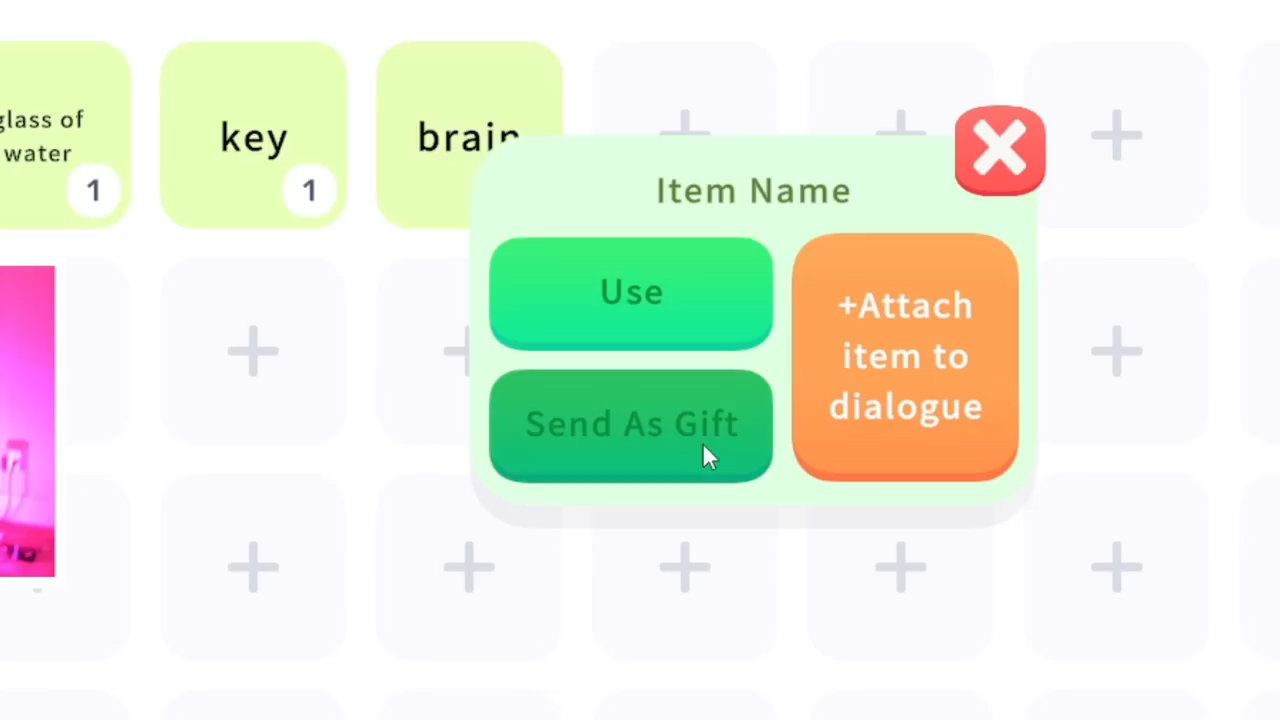 glass of
water
1
key
1
brain
Item Name
Use
Send As Gift
+Attach
item to
dialogue